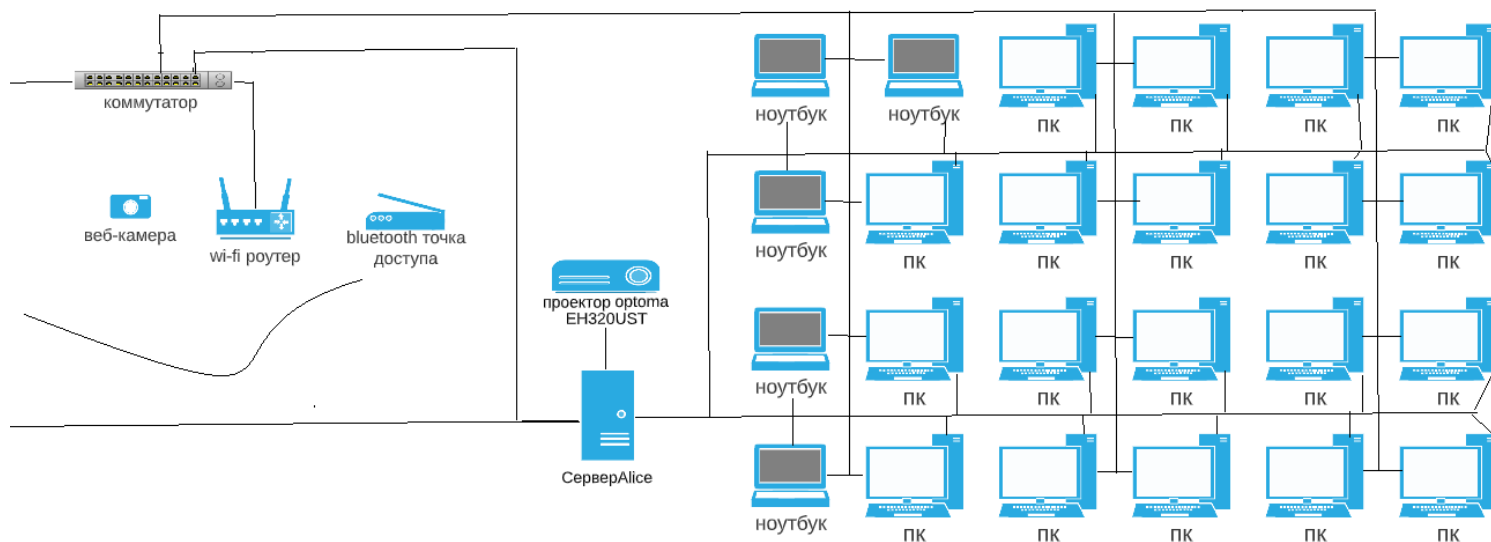 коммутатор
ноутбук
ноутбук
пк
пк
пк
пк
веб-камера
wi-fi роутер
bluetooth точка
доступа
ноутбук
пк
пк
пк
пк
пк
проектор optoma
EH320UST
ноутбук
пк
пк
пк
пк
пк
СерверAlice
ноутбук
пк
пк
пк
пк
пк